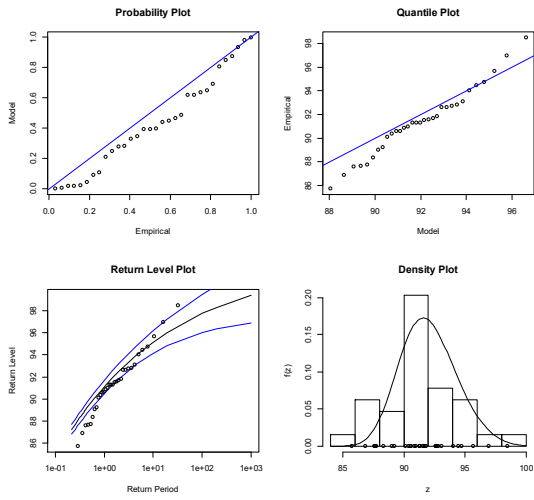 Probability Plot
Model
0.0 0.2 0.4 0.6 0.8 1.0
0.0 0.2 0.4 0.6 0.8 1.0
Empirical
Quantile Plot
Empirical
86 88 90 92 94 96 98
88 90 92 94 96
Model
Return Level Plot
Return Level
86 88 90 92 94 96 98
1e-01 1e+00 1e+01 1e+02 1e+03
Return Period
Density Plot
f(z)
0.00 0.05 0.10 0.15 0.20
85 90 95 100
z